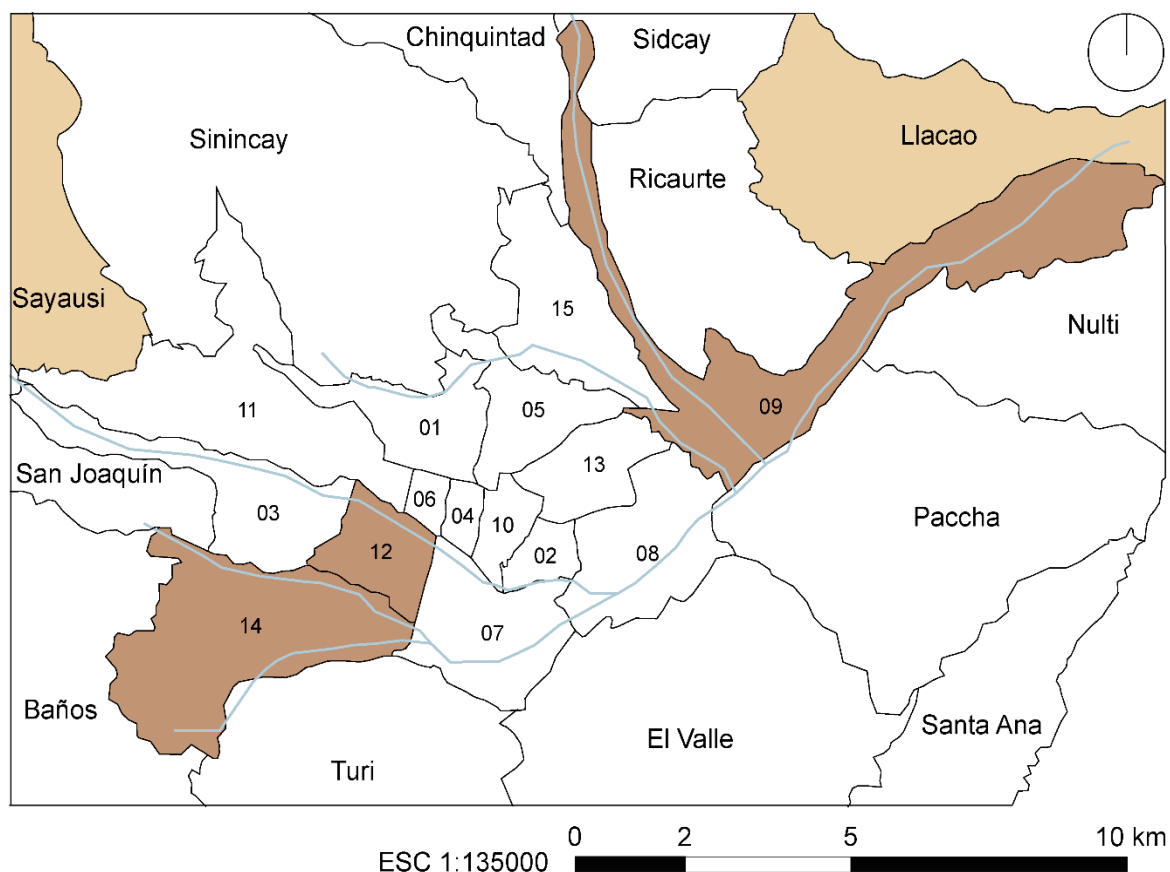 Chinquintad
Sidcay
Sinincay
Llacao
Ricaurte
Sayausi
15
Nulti
11
01
05
09
13
San Joaquín
06
04
10
03
12
02
08
Paccha
14
07
Baños
Turi
El Valle
Santa Ana
0 2 5 10 km
ESC 1:135000